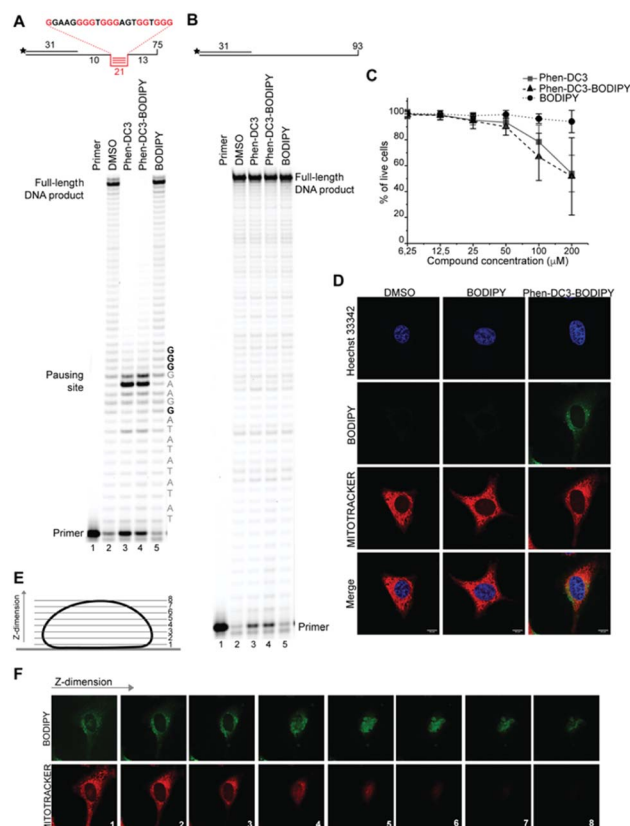 A
GGAAGGGGTGGGAGTGGTGGG
31
75
10
21
13
Primer
DMSO
Phen-DC3
Phen-DC3-BODIPY
BODIPY
Full-length
DNA product
Pausing
site
G
G
G
G
A
A
G
G
A
T
A
T
A
T
A
T
A
T
Primer
1 2 3 4 5
B
31
93
Primer
DMSO
Phen-DC3
Phen-DC3-BODIPY
BODIPY
Full-length
DNA product
Primer
1 2 3 4 5
C
Phen-DC3
Phen-DC3-BODIPY
BODIPY
% of live cells
100
80
60
40
20
0
6,25 12,5 25 50 100 200
Compound concentration (μM)
D
DMSO BODIPY Phen-DC3-BODIPY
Hoechst 33342
BODIPY
MITOTRACKER
Merge
E
Z-dimension
8
7
6
5
4
3
2
1
F
Z-dimension
BODIPY
MITOTRACKER
1 2 3 4 5 6 7 8